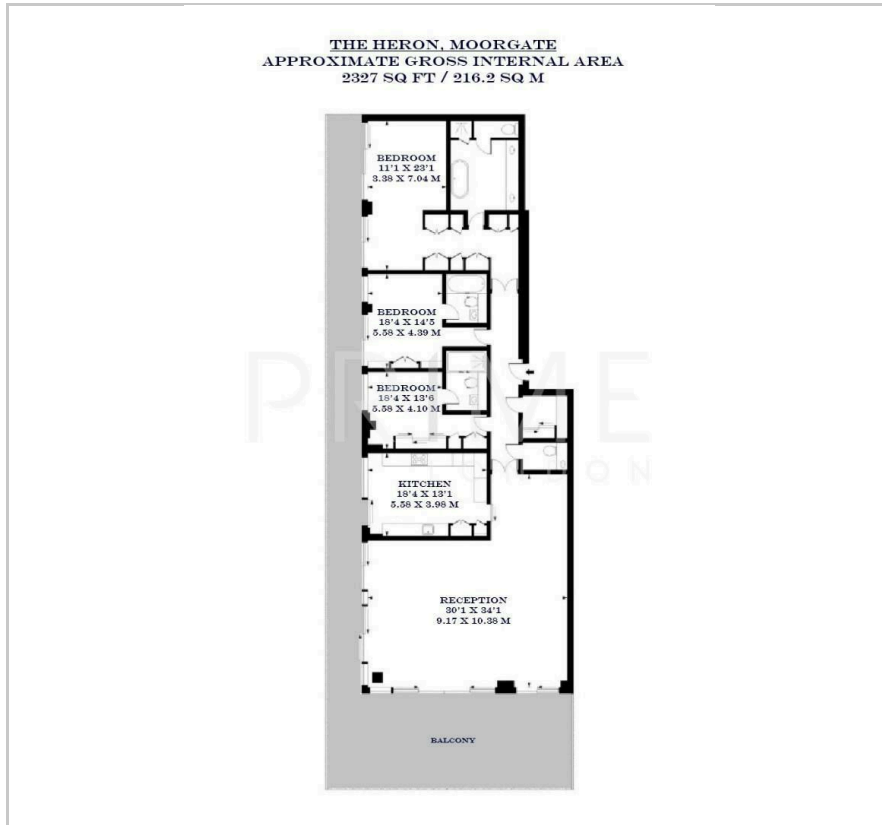 THE HERON, MOORGATE
APPROXIMATE GROSS INTERNAL AREA
2327 SQ FT / 216.2 SQ M
BEDROOM
11'1 X 23'1
3.38 X 7.04 M
BEDROOM
18'4 X 14'5
5.58 X 4.39 M
PRIME
LONDON
BEDROOM
18'4 X 13'6
5.58 X 4.10 M
KITCHEN
18'4 X 13'1
5.58 X 3.98 M
RECEPTION
30'1 X 34'1
9.17 X 10.38 M
BALCONY